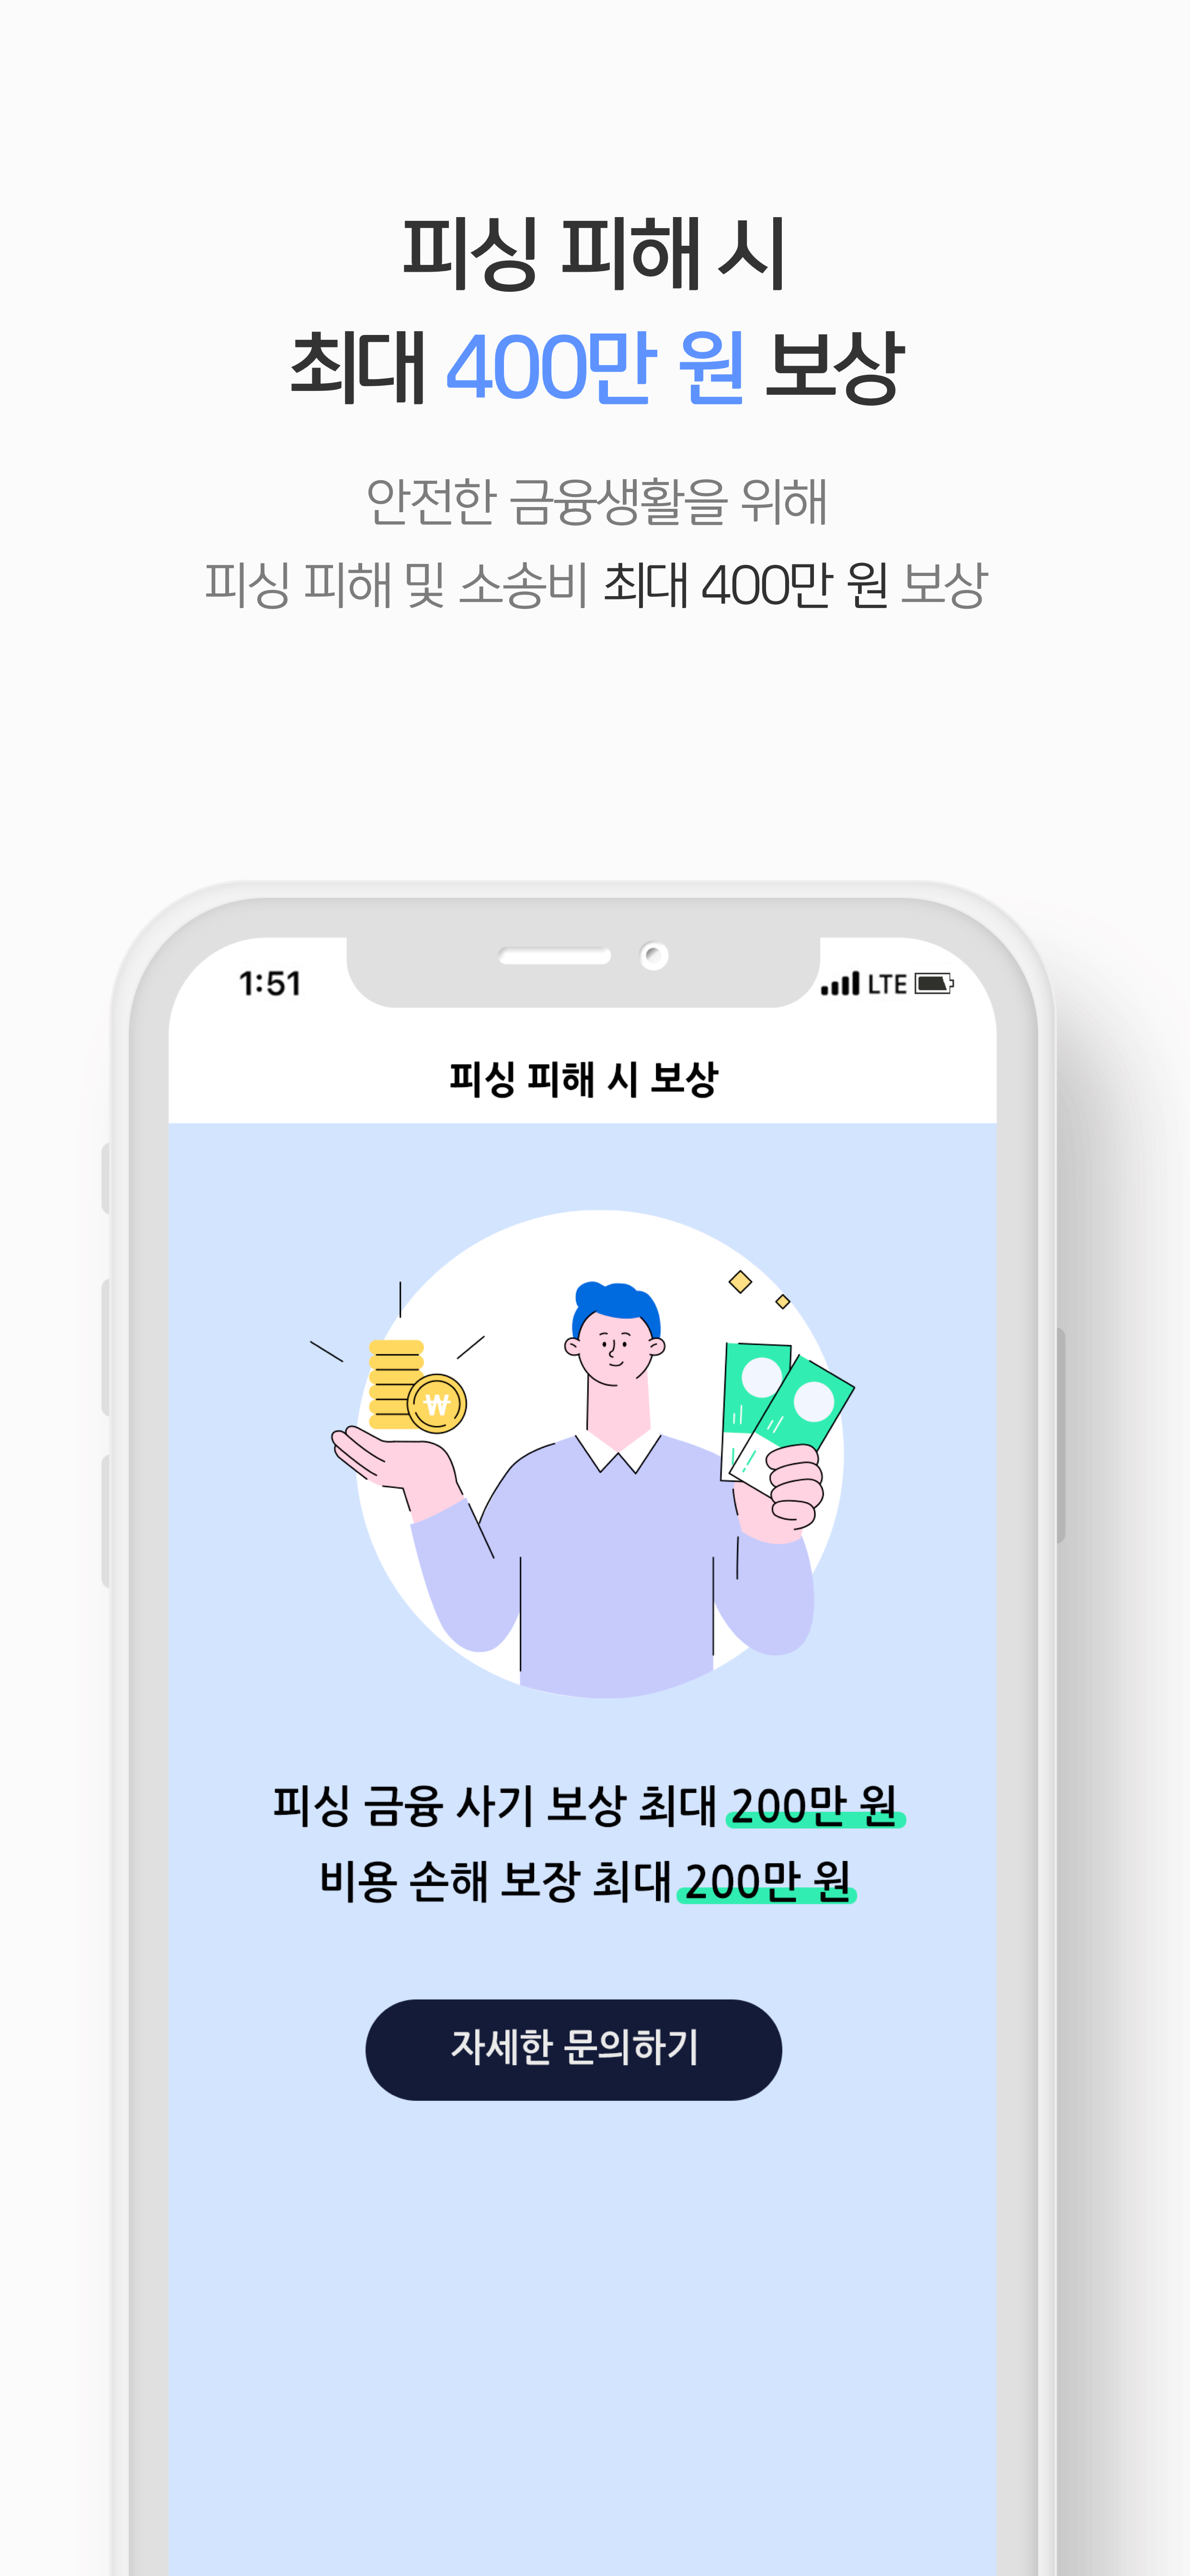 피싱 피해 시
최대 400만 원 보상
안전한 금융생활을 위해
피싱 피해 및 소송비 최대 400만 원 보상
1:51 LTE
피싱 피해 시 보상
₩
피싱 금융 사기 보상 최대 200만 원
비용 손해 보장 최대 200만 원
자세한 문의하기